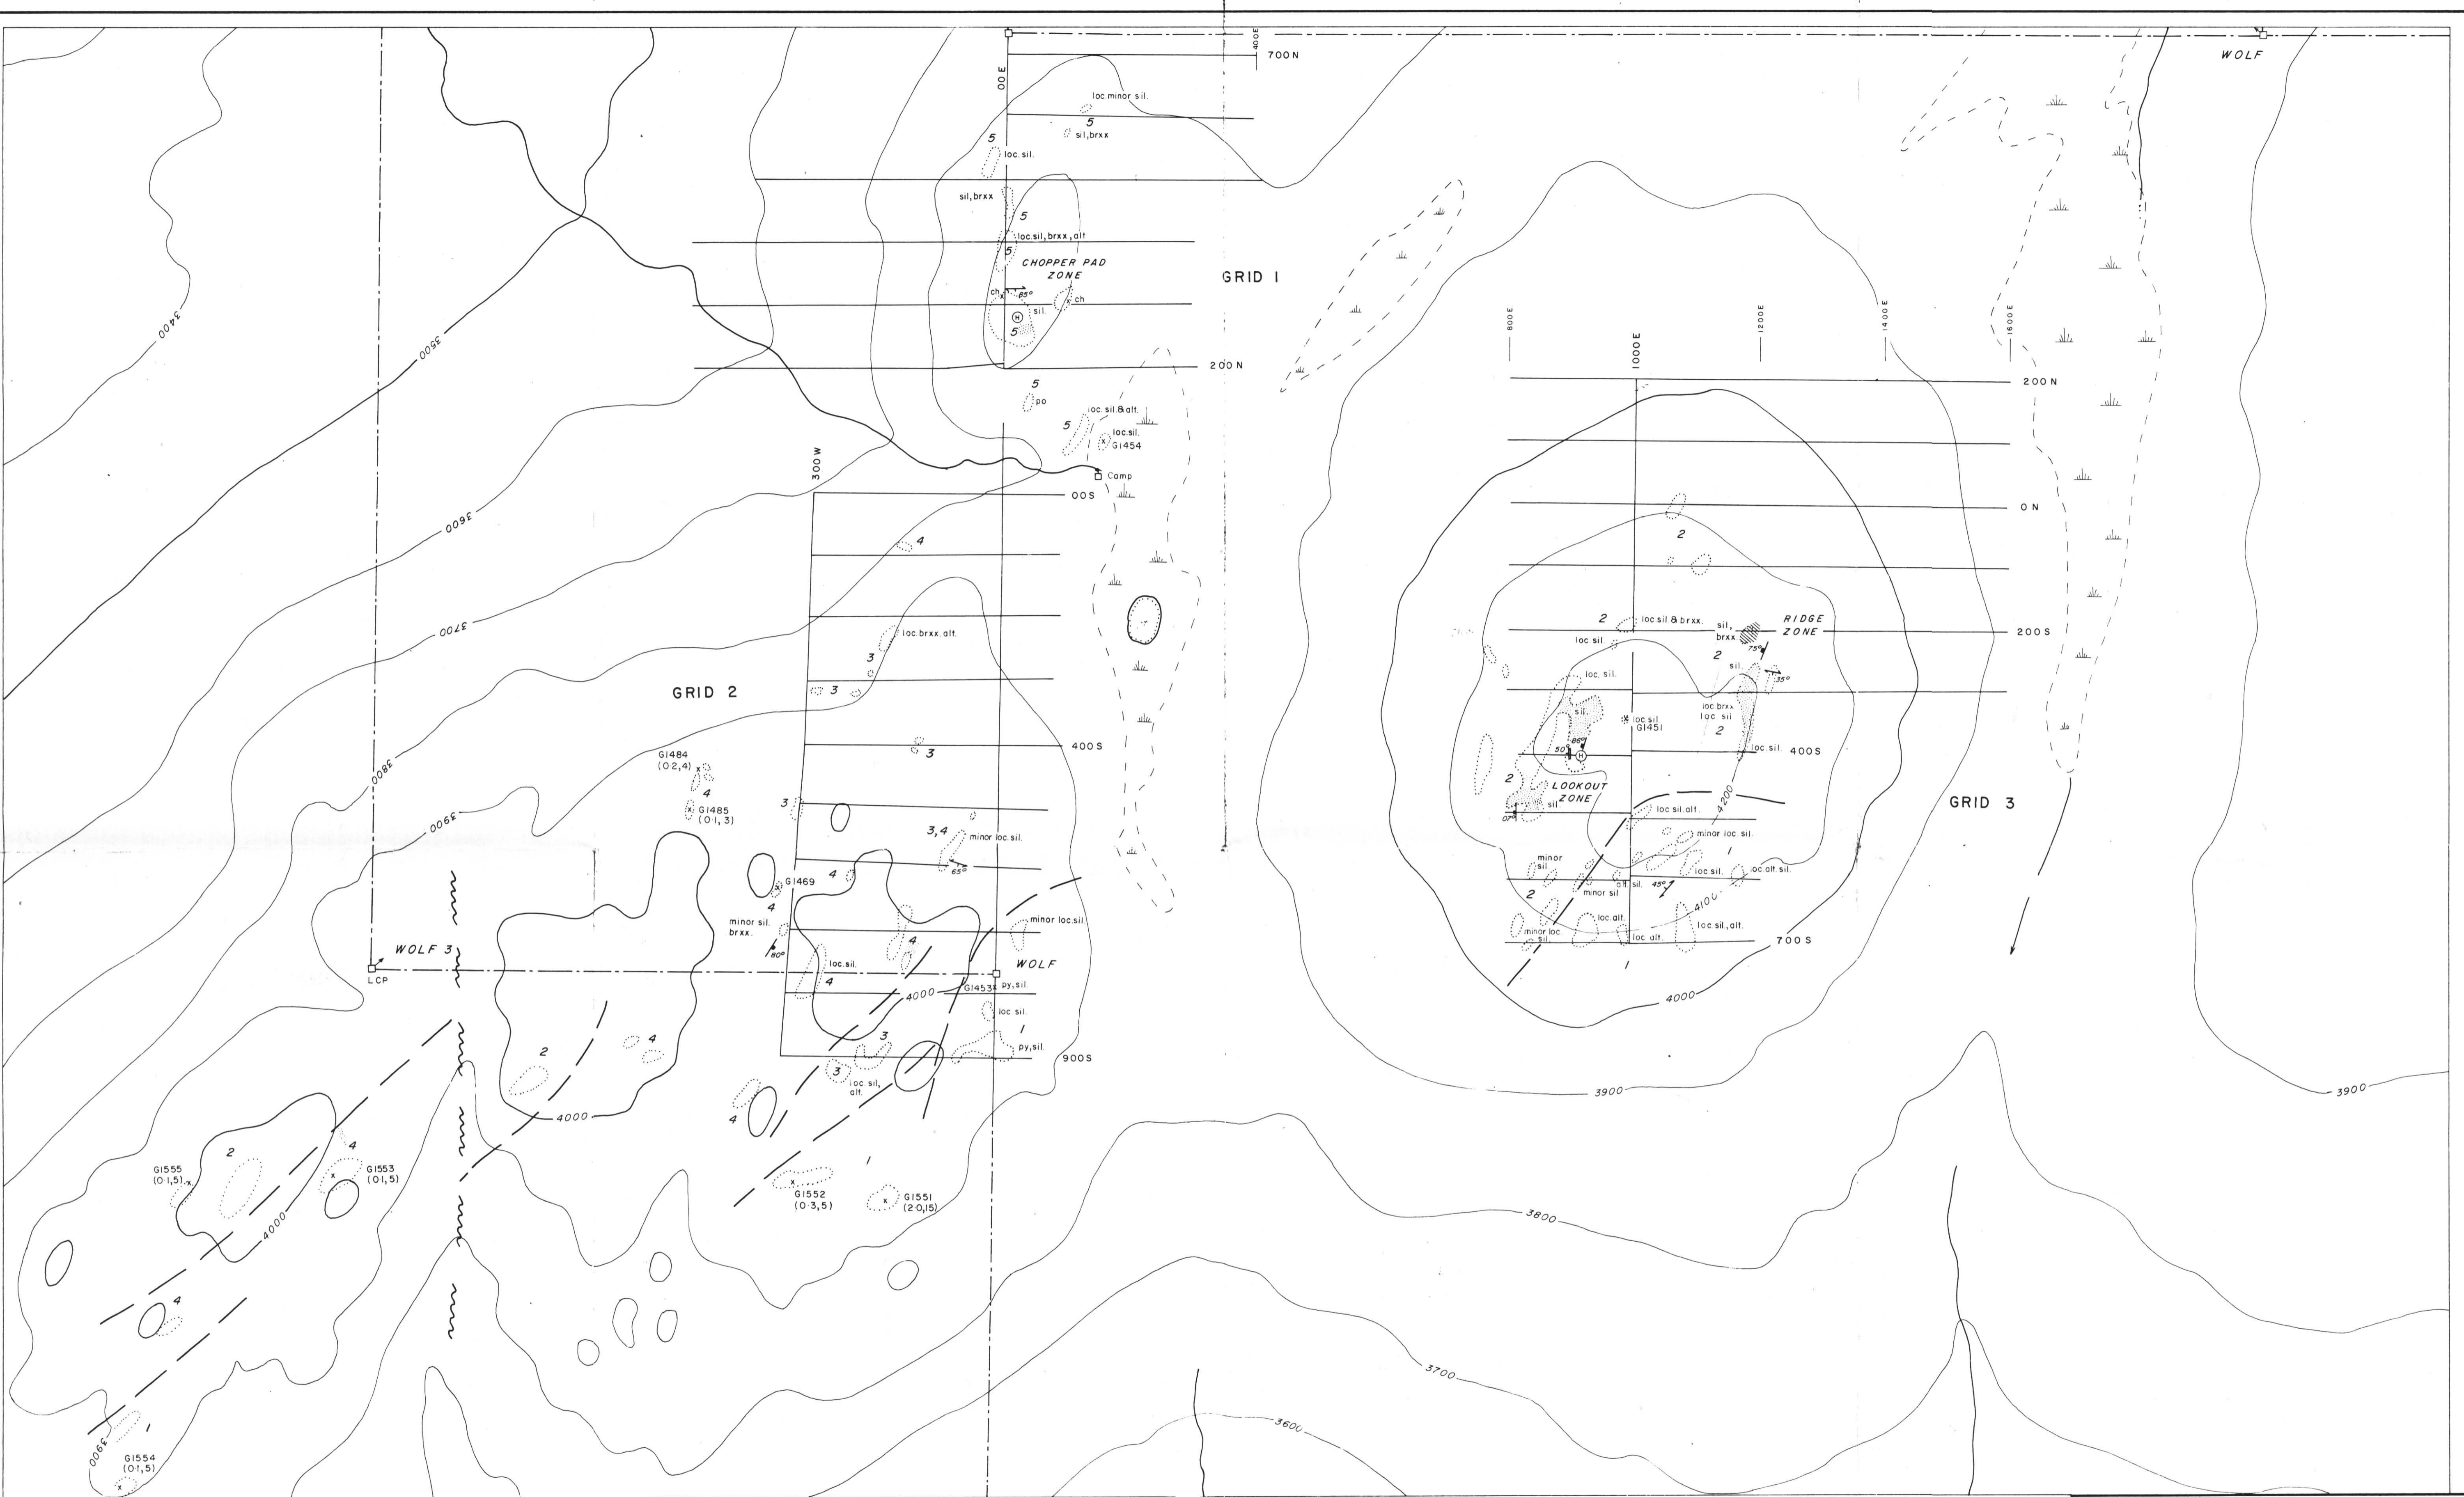 WOLF
400E
700N
00E
loc. minor sil.
5
sil, brxx
5
loc. sil.
sil, brxx
5
loc. sil, brxx, alt
5
CHOPPER PAD
ZONE
GRID 1
ch
85°
ch
sil.
H
5
3400
3500
200N
800E
1000E
1200E
1400E
1600E
200N
5
po
loc. sil. & alt.
5
loc. sil.
G1454
Camp
300W
00S
3600
0N
4
2
3700
loc. brxx. alt.
3
3
GRID 2
2
loc sil & brxx.
sil,
brxx
RIDGE
ZONE
200S
loc. sil.
75°
2
sil
35°
loc. sil.
sil.
loc sil
G1451
loc brxx
loc sil
2
50°
86°
H
loc. sil
400S
400S
3
G1484
(0·2,4)
4
G1485
(0·1,3)
3800
3900
3
2
LOOKOUT
ZONE
sil.
07°
4200
loc. sil. alt.
GRID 3
3,4
minor loc. sil.
65°
minor loc. sil.
1
G1469
4
4
minor
sil.
2
minor sil
alt. sil.
45°
loc sil.
loc. alt. sil.
4100
minor sil.
brxx.
80°
4
minor loc. sil
minor loc.
sil.
loc. alt.
loc alt.
loc sil, alt.
700S
1
WOLF 3
LCP
loc. sil.
4
WOLF
4000
G1453
py, sil.
4000
loc. sil.
1
py, sil.
900S
3
3
loc. sil,
alt.
2
4
4000
4
3900
3900
2
4
G1555
(0·1,5)
G1553
(0·1,5)
4000
1
G1552
(0·3,5)
G1551
(2·0,15)
3800
4
3700
3600
1
3900
G1554
(0·1,5)